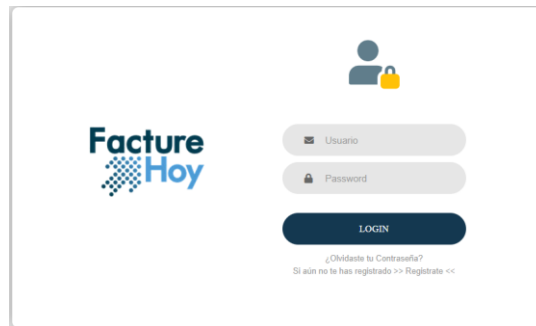 Facture
Hoy
Usuario
Password
LOGIN
¿Olvidaste tu Contraseña?
Si aún no te has registrado >> Registrate <<